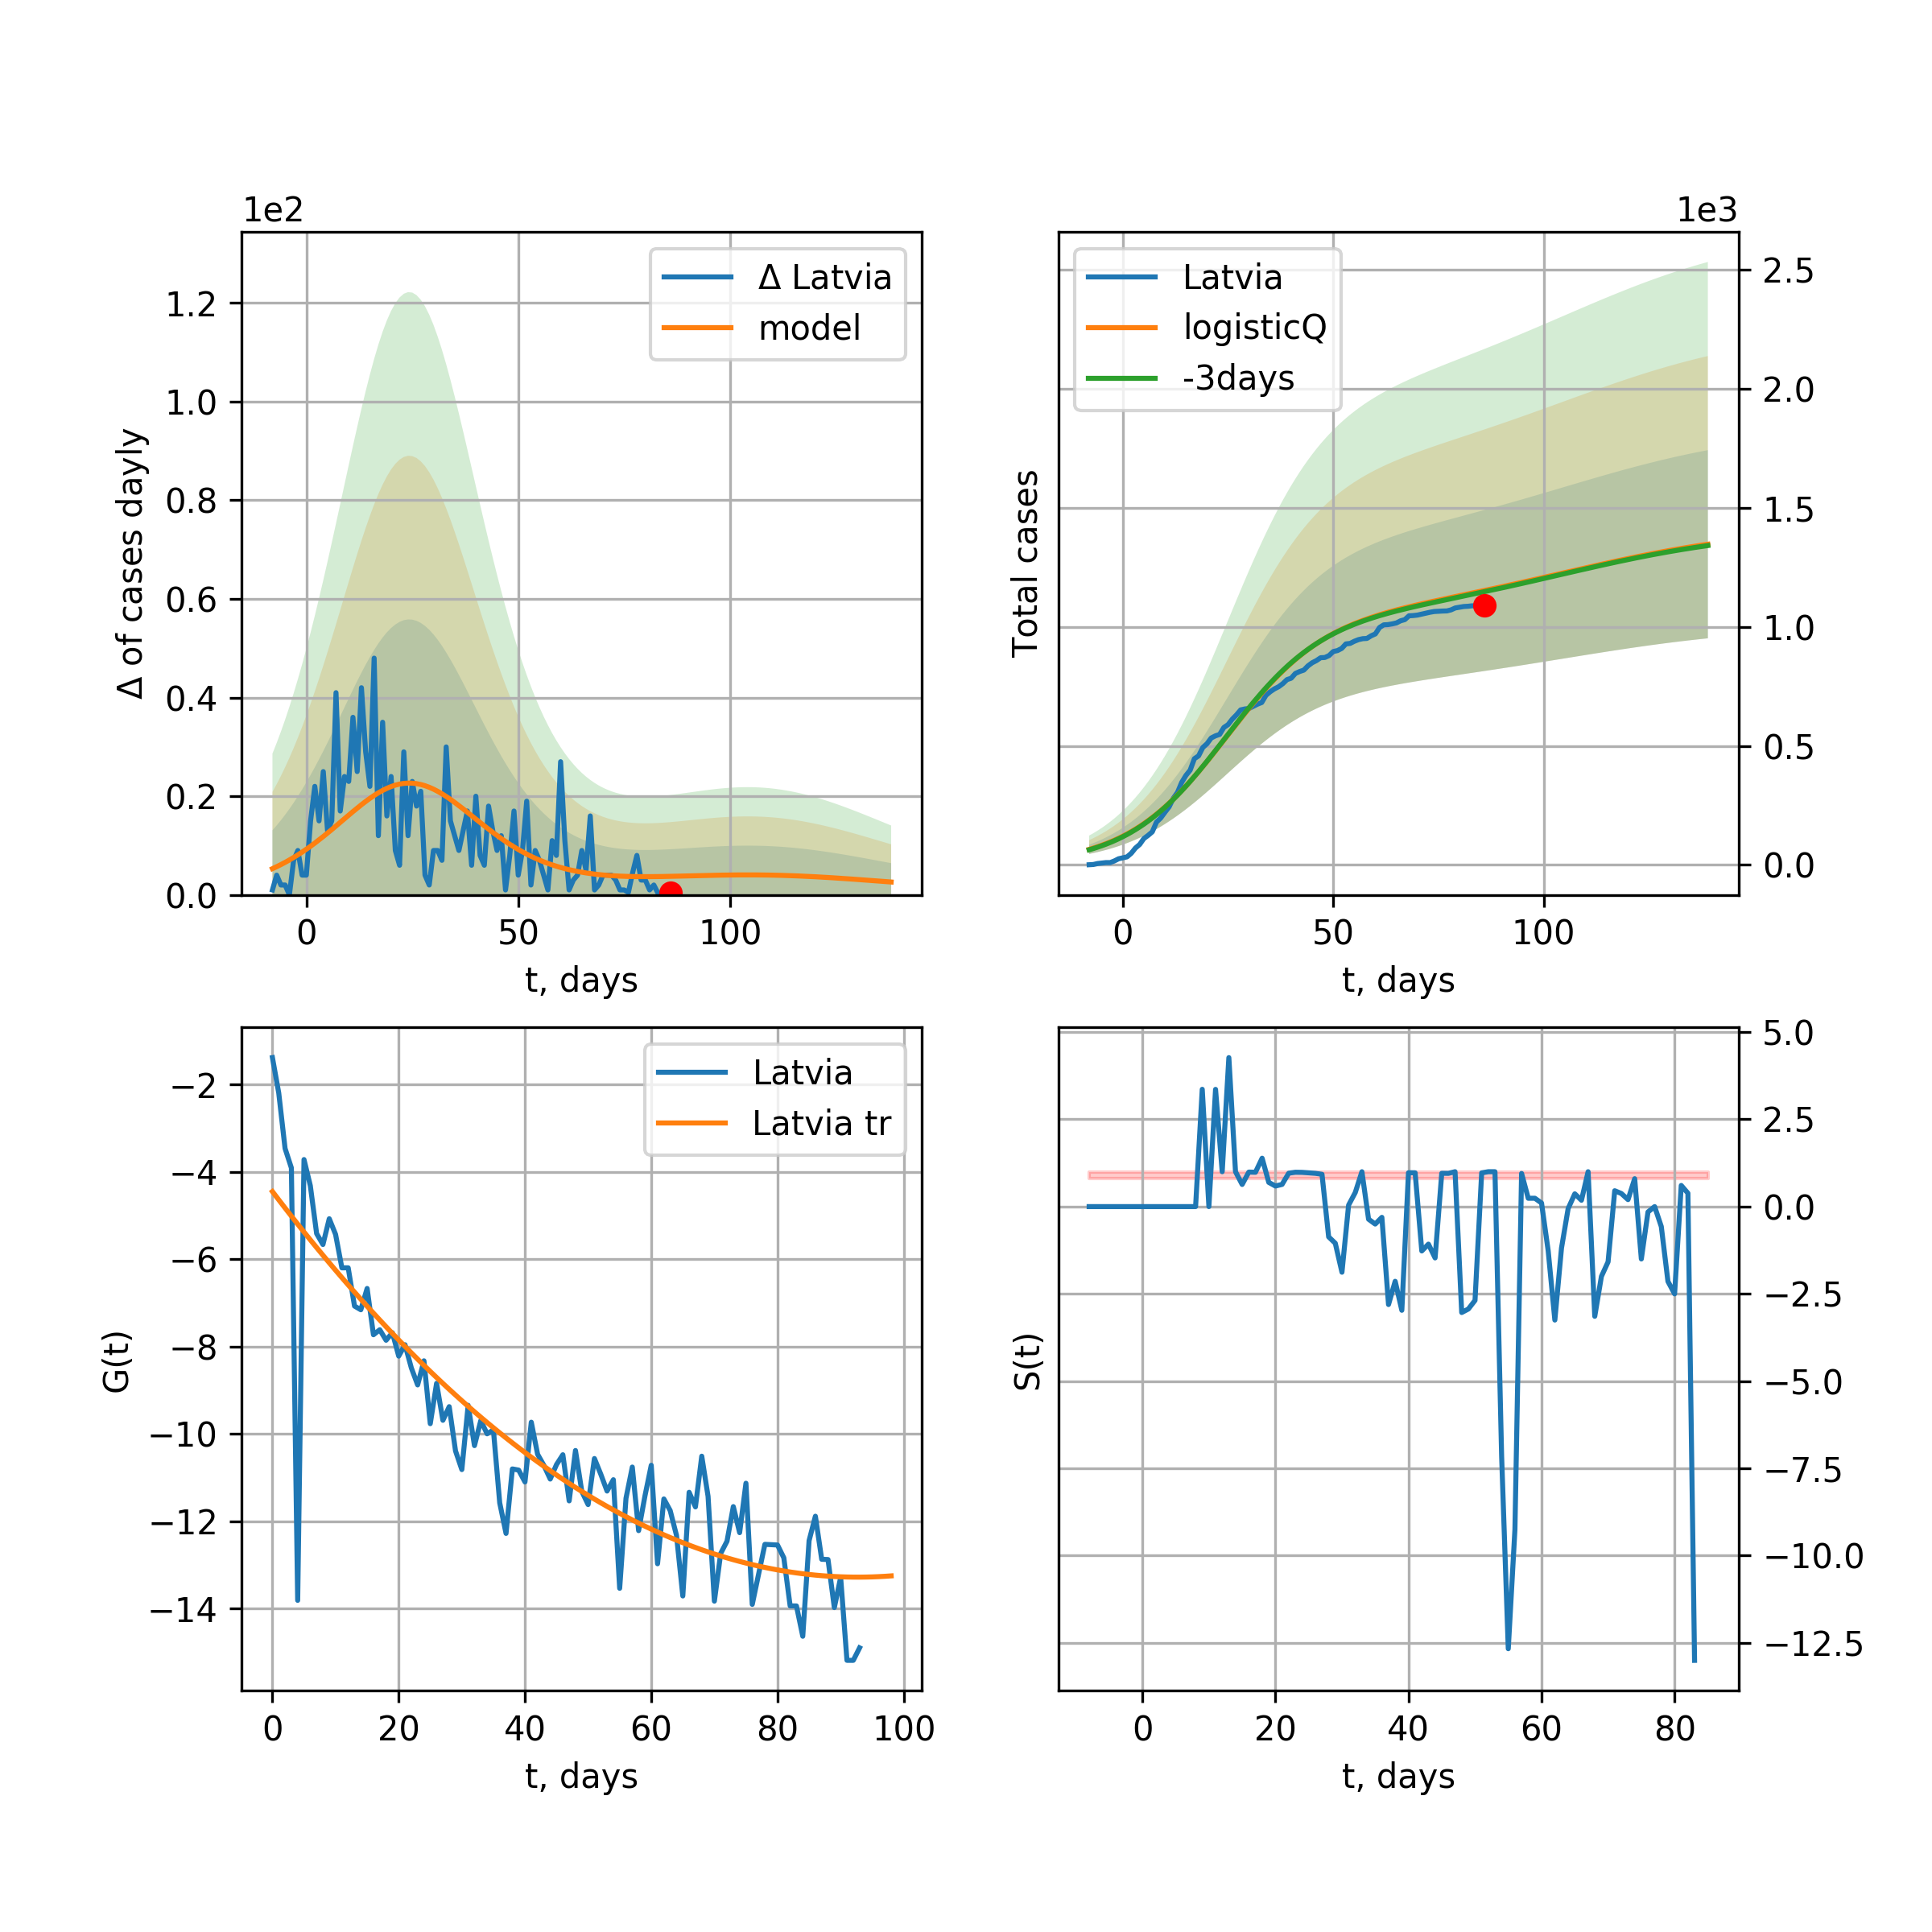 1e2
Δ Latvia
model
1.2
1.0
0.8
0.6
0.4
0.2
0.0
Δ of cases dayly
0
50
100
t, days
1e3
Latvia
logisticQ
-3days
2.5
2.0
1.5
1.0
0.5
0.0
Total cases
0
50
100
t, days
Latvia
Latvia tr
−2
−4
−6
−8
−10
−12
−14
G(t)
0
20
40
60
80
100
t, days
5.0
2.5
0.0
−2.5
−5.0
−7.5
−10.0
−12.5
S(t)
0
20
40
60
80
t, days